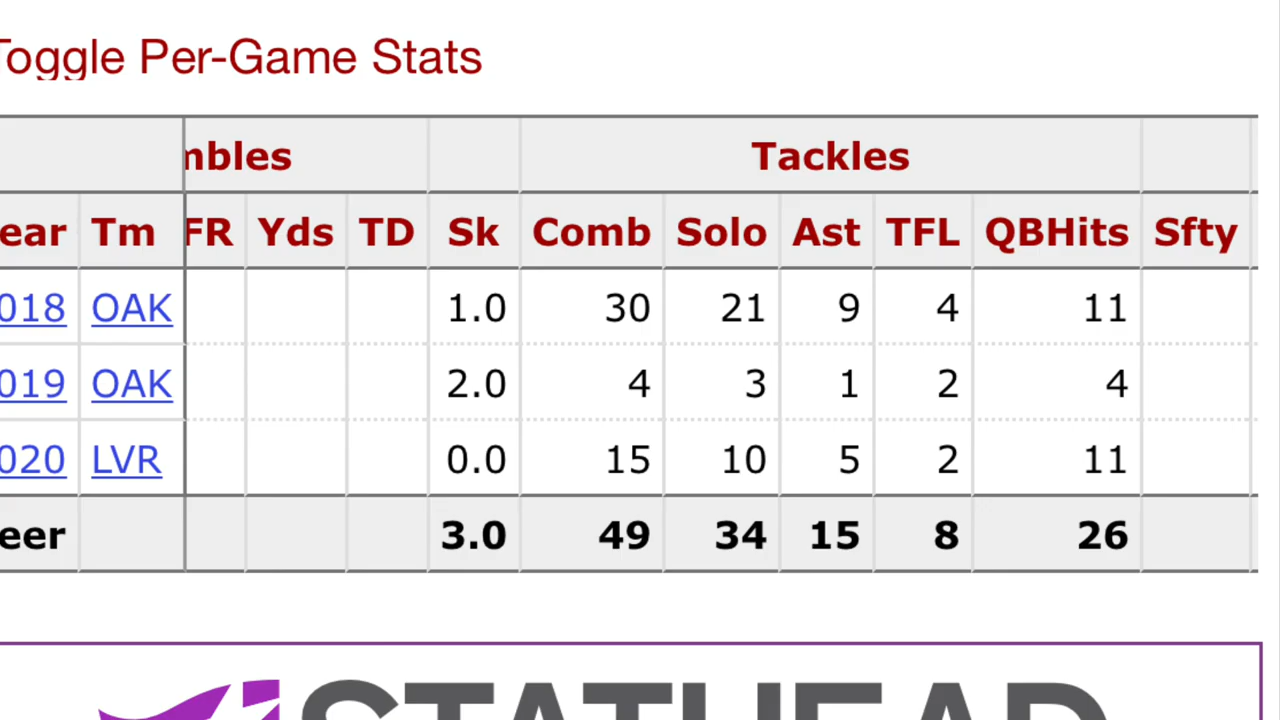 Toggle Per-Game Stats
mbles Tackles
ear Tm FR Yds TD Sk Comb Solo Ast TFL QBHits Sfty
018 OAK 1.0 30 21 9 4 11
019 OAK 2.0 4 3 1 2 4
020 LVR 0.0 15 10 5 2 11
eer 3.0 49 34 15 8 26
STATHEAD